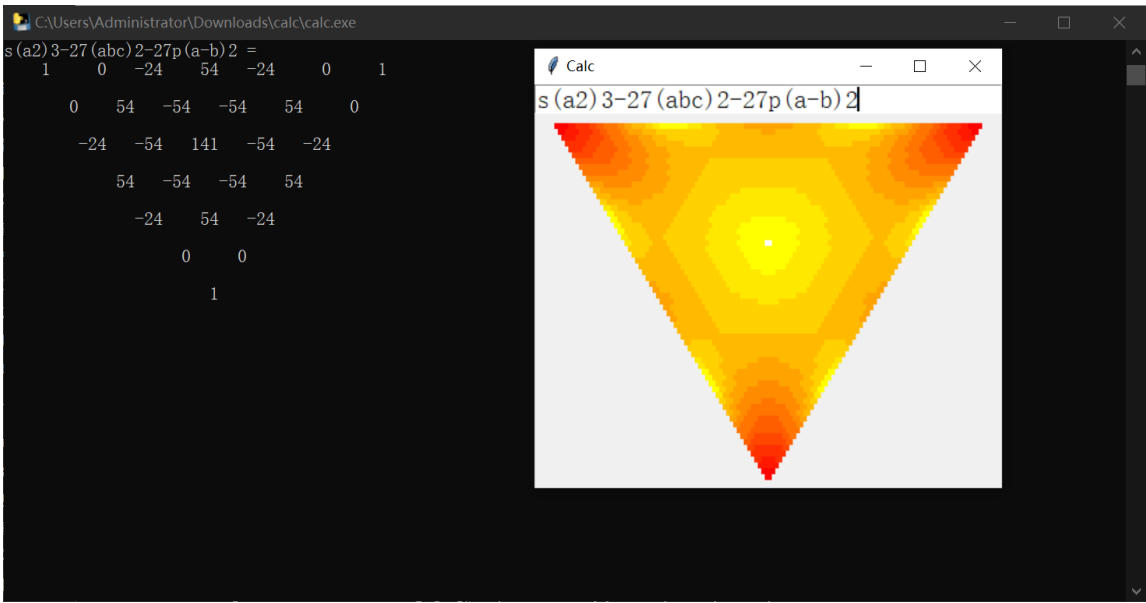 C:\Users\Administrator\Downloads\calc\calc.exe
s(a2)3-27(abc)2-27p(a-b)2 =
1 0 -24 54 -24 0 1
0 54 -54 -54 54 0
-24 -54 141 -54 -24
54 -54 -54 54
-24 54 -24
0 0
1
Calc
s(a2)3-27(abc)2-27p(a-b)2